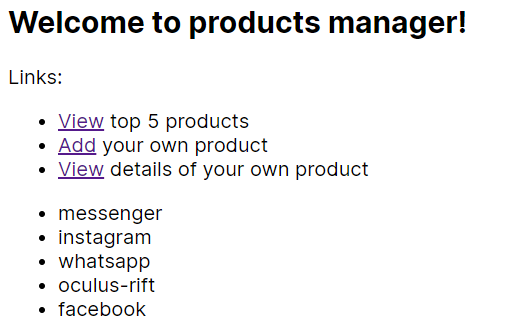 Welcome to products manager!
Links:
View top 5 products
Add your own product
View details of your own product
messenger
instagram
whatsapp
oculus-rift
facebook